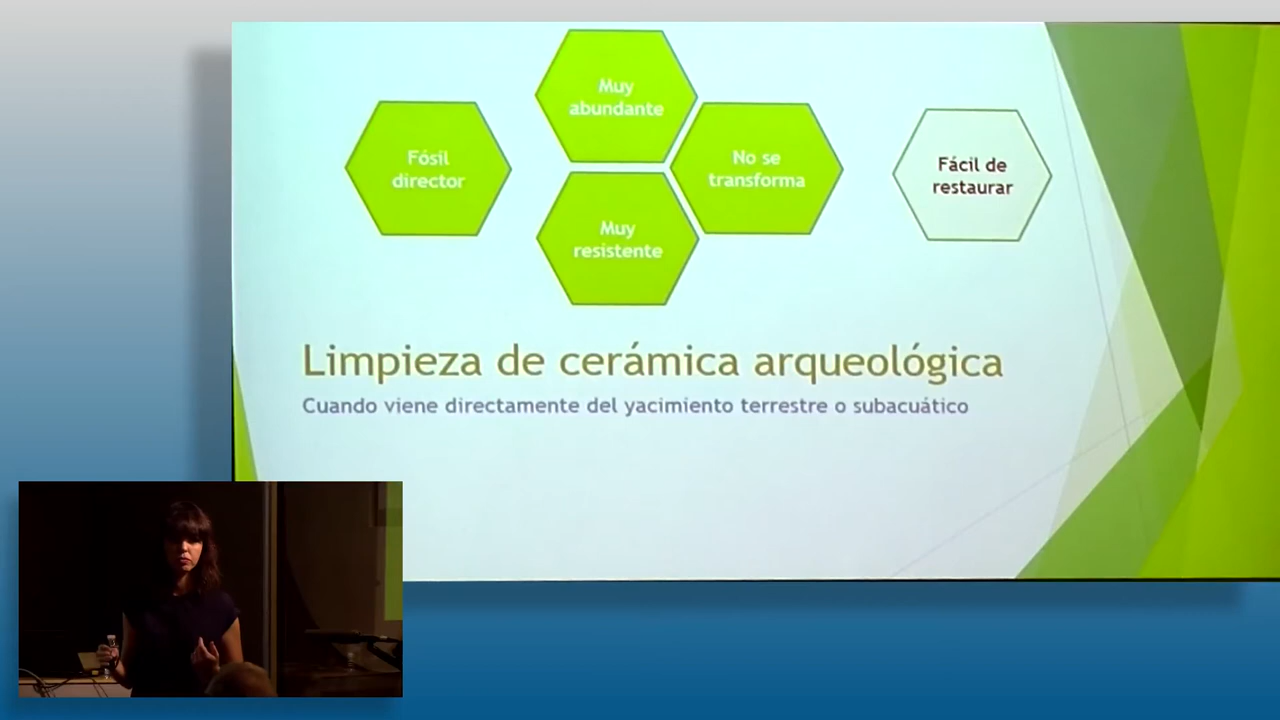 Muy
abundante
Fósil
director
No se
transforma
Fácil de
restaurar
Muy
resistente
Limpieza de cerámica arqueológica
Cuando viene directamente del yacimiento terrestre o subacuático